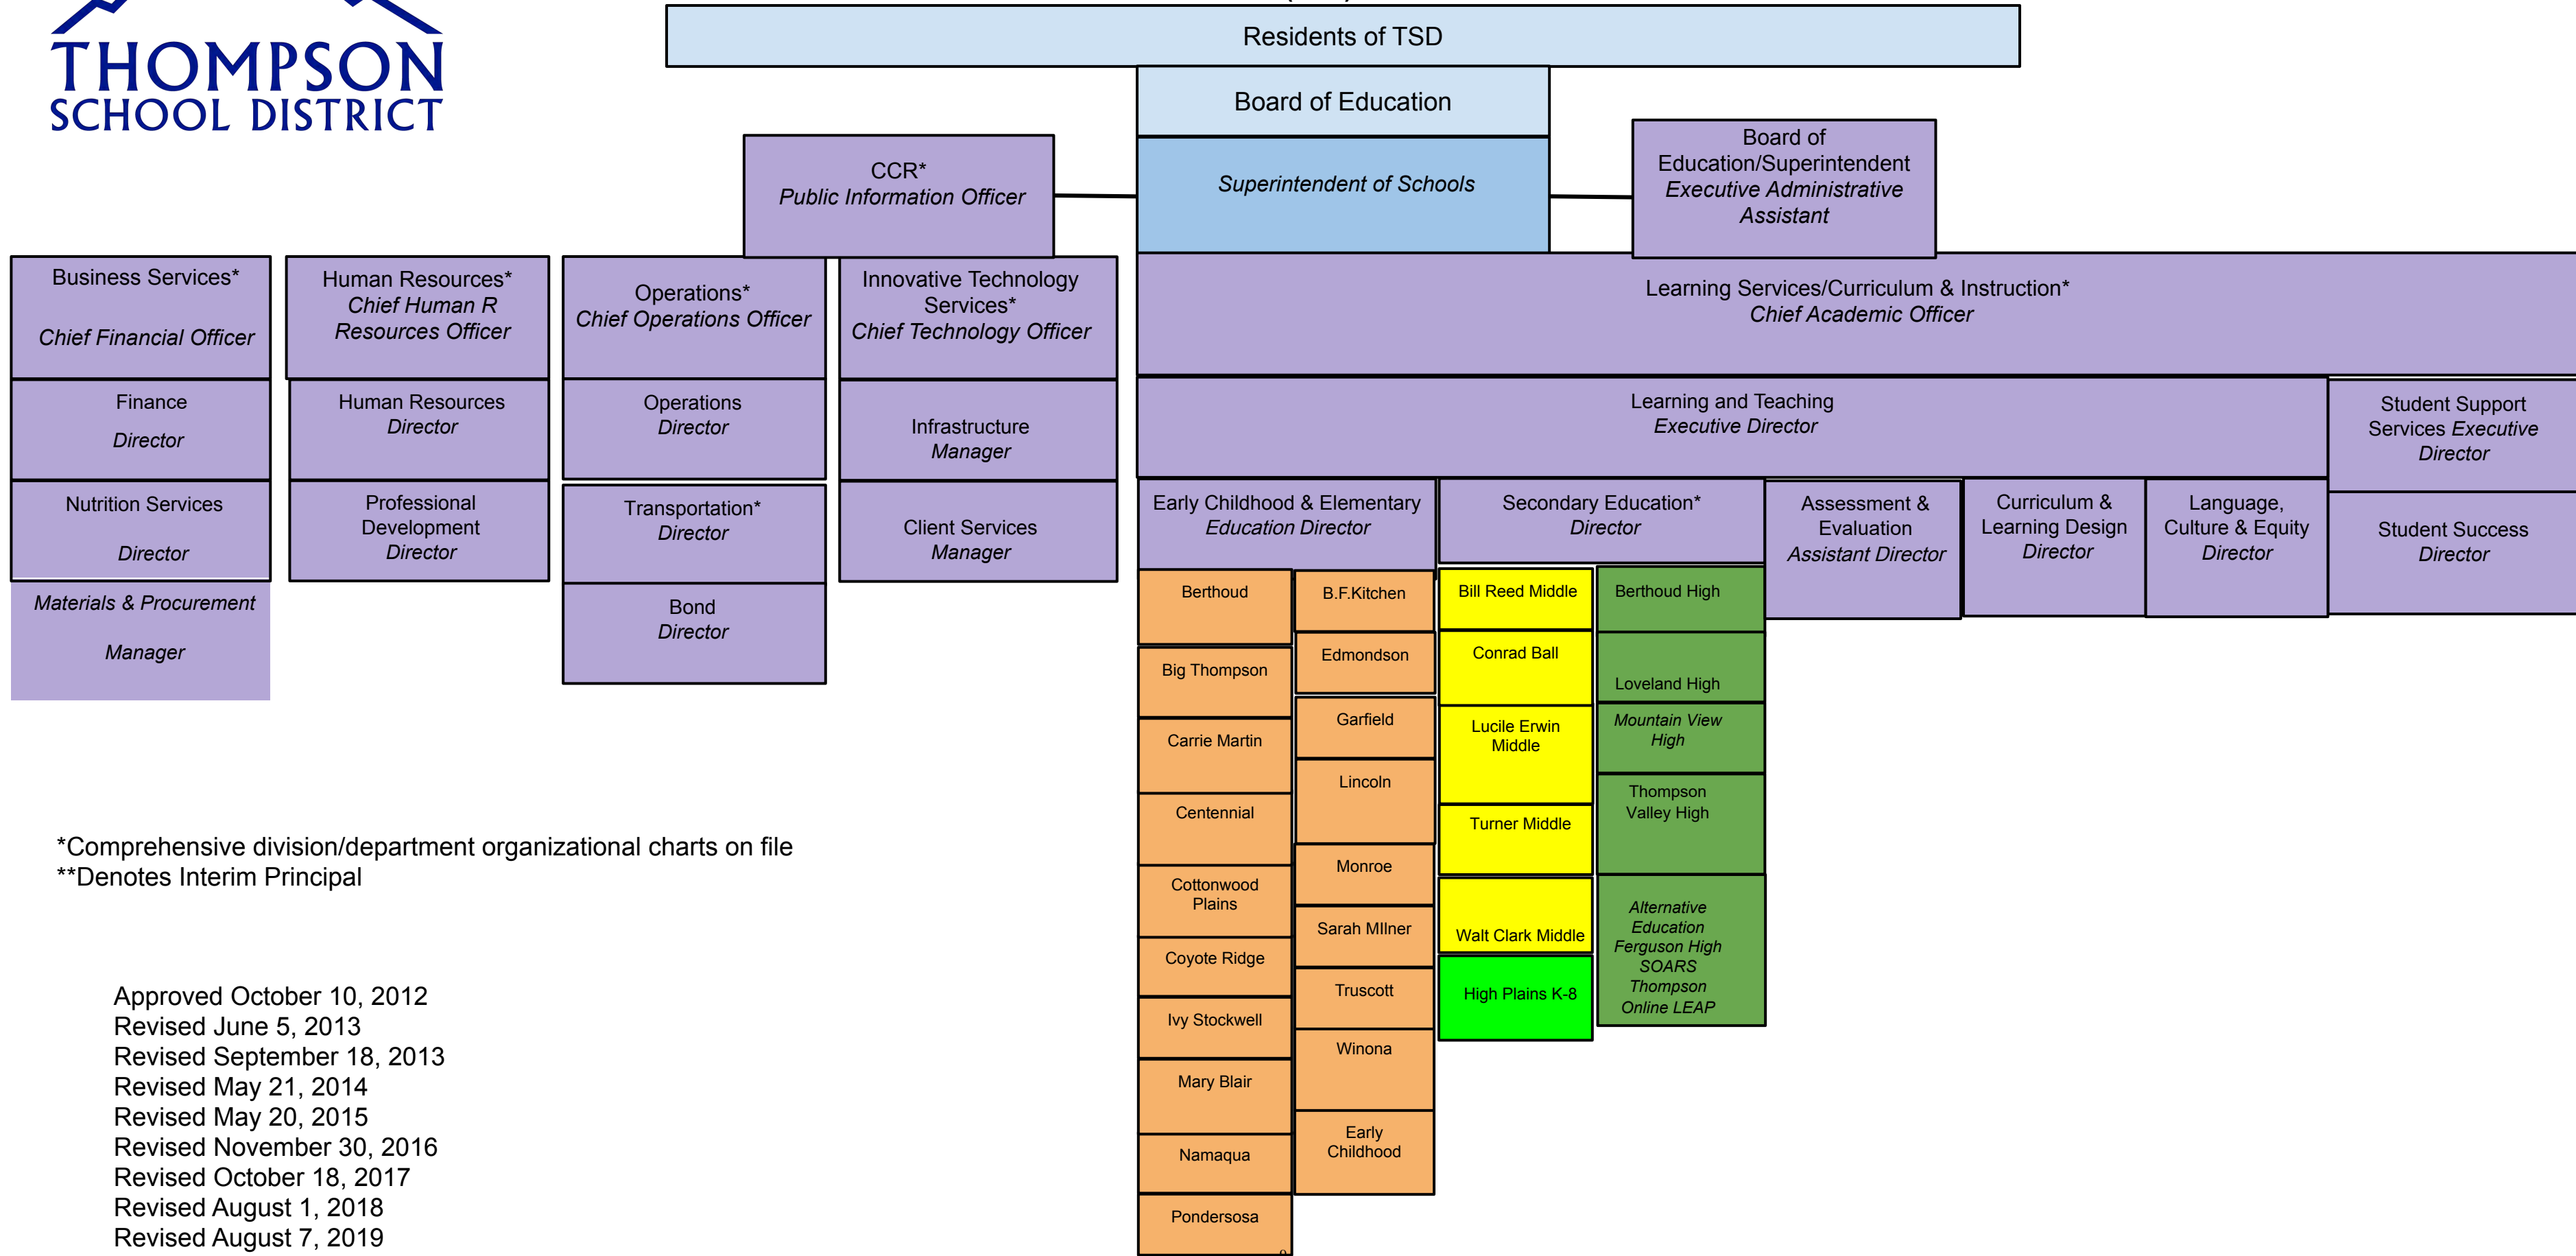 THOMPSON
SCHOOL DISTRICT
Residents of TSD
Board of Education
Superintendent of Schools
CCR*
Public Information Officer
Board of
Education/Superintendent
Executive Administrative
Assistant
Business Services*
Chief Financial Officer
Finance
Director
Nutrition Services
Director
Materials & Procurement
Manager
Human Resources*
Chief Human R
Resources Officer
Human Resources
Director
Professional
Development
Director
Operations*
Chief Operations Officer
Operations
Director
Transportation*
Director
Bond
Director
Innovative Technology
Services*
Chief Technology Officer
Infrastructure
Manager
Client Services
Manager
Learning Services/Curriculum & Instruction*
Chief Academic Officer
Learning and Teaching
Executive Director
Student Support
Services Executive
Director
Student Success
Director
Early Childhood & Elementary
Education Director
Secondary Education*
Director
Assessment &
Evaluation
Assistant Director
Curriculum &
Learning Design
Director
Language,
Culture & Equity
Director
Berthoud
Big Thompson
Carrie Martin
Centennial
Cottonwood
Plains
Coyote Ridge
Ivy Stockwell
Mary Blair
Namaqua
Pondersosa
B.F.Kitchen
Edmondson
Garfield
Lincoln
Monroe
Sarah MIlner
Truscott
Winona
Early
Childhood
Bill Reed Middle
Conrad Ball
Lucile Erwin
Middle
Turner Middle
Walt Clark Middle
High Plains K-8
Berthoud High
Loveland High
Mountain View
High
Thompson
Valley High
Alternative
Education
Ferguson High
SOARS
Thompson
Online LEAP
*Comprehensive division/department organizational charts on file
**Denotes Interim Principal
Approved October 10, 2012
Revised June 5, 2013
Revised September 18, 2013
Revised May 21, 2014
Revised May 20, 2015
Revised November 30, 2016
Revised October 18, 2017
Revised August 1, 2018
Revised August 7, 2019